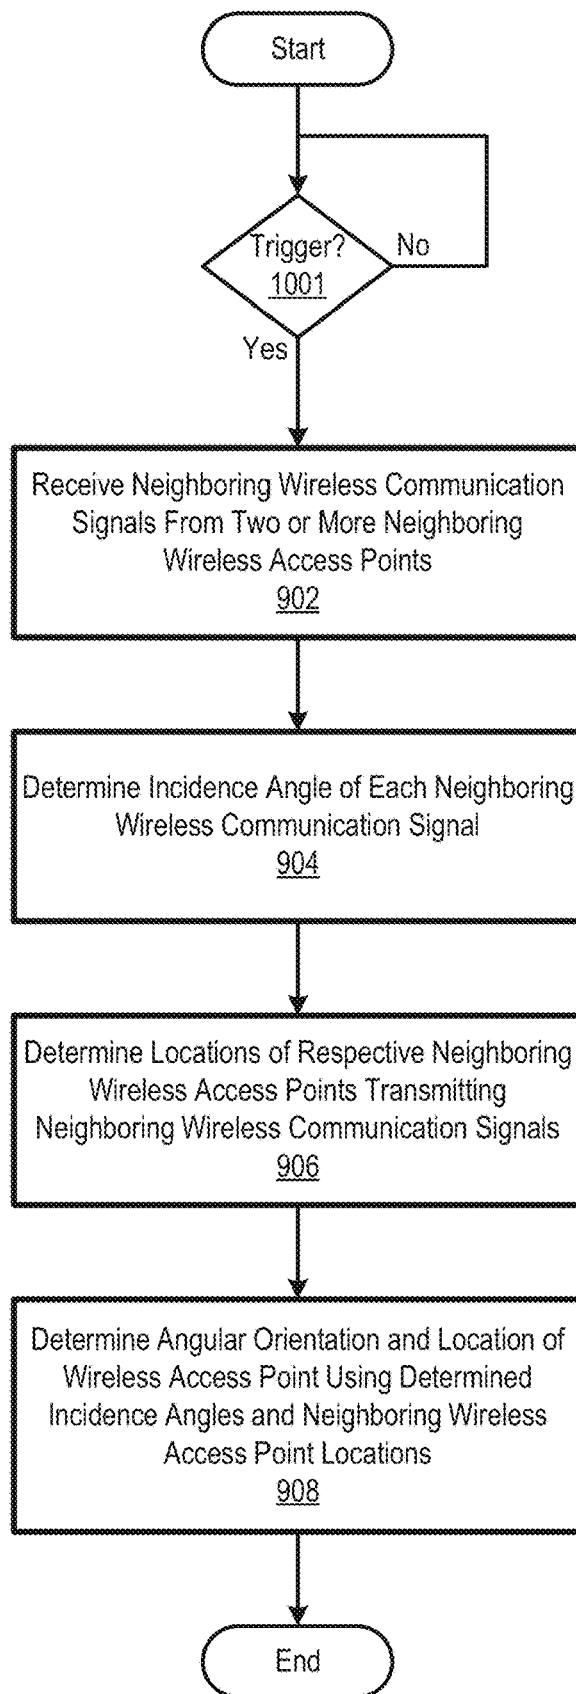 Start
Trigger?
1001
No
Yes
Receive Neighboring Wireless Communication
Signals From Two or More Neighboring
Wireless Access Points
902
Determine Incidence Angle of Each Neighboring
Wireless Communication Signal
904
Determine Locations of Respective Neighboring
Wireless Access Points Transmitting
Neighboring Wireless Communication Signals
906
Determine Angular Orientation and Location of
Wireless Access Point Using Determined
Incidence Angles and Neighboring Wireless
Access Point Locations
908
End